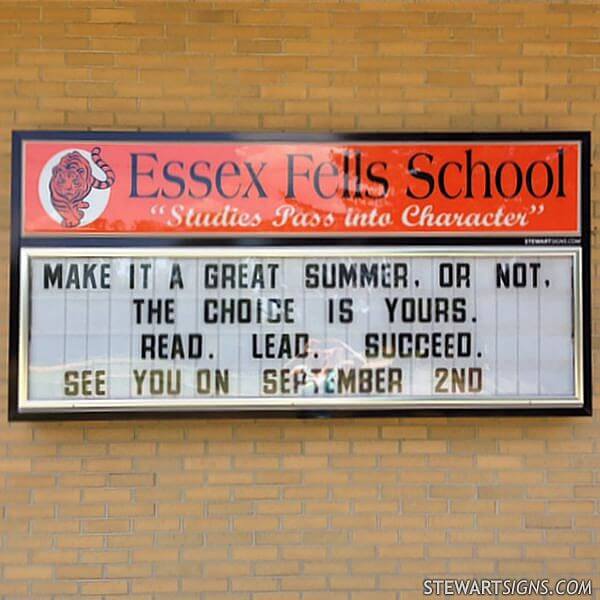 Essex Fells School
"Studies Pass into Character"
STEWARTSIGNS.COM
MAKE IT A GREAT SUMMER. OR NOT,
THE CHOICE IS YOURS.
READ. LEAD. SUCCEED.
SEE YOU ON SEPTEMBER 2ND
STEWARTSIGNS.COM